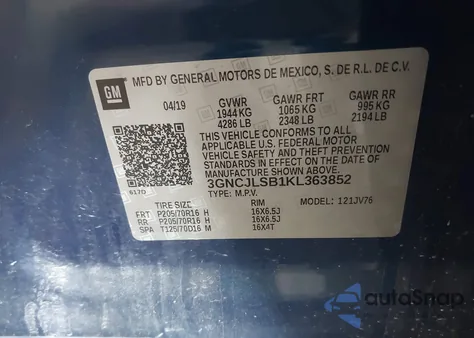 GM
MFD BY GENERAL MOTORS DE MEXICO, S. DE R.L. DE C.V.
04/19 GVWR GAWR FRT GAWR RR
1944 KG 1065 KG 995 KG
4286 LB 2348 LB 2194 LB
THIS VEHICLE CONFORMS TO ALL
APPLICABLE U.S. FEDERAL MOTOR
VEHICLE SAFETY, BUMPER, AND THEFT
PREVENTION STANDARDS IN EFFECT ON
THE DATE OF MANUFACTURE SHOWN ABOVE.
3GNCJLSB1KL363852
617D
TYPE: M.P.V. MODEL: 121JV76
TIRE SIZE RIM
FRT P205/70R16 H 16X6.5J
RR P205/70R16 H 16X6.5J
SPA T125/70D16 M 16X4T
autoSnap